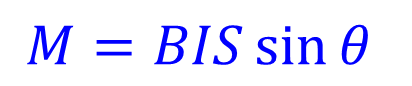 M = BIS sin θ